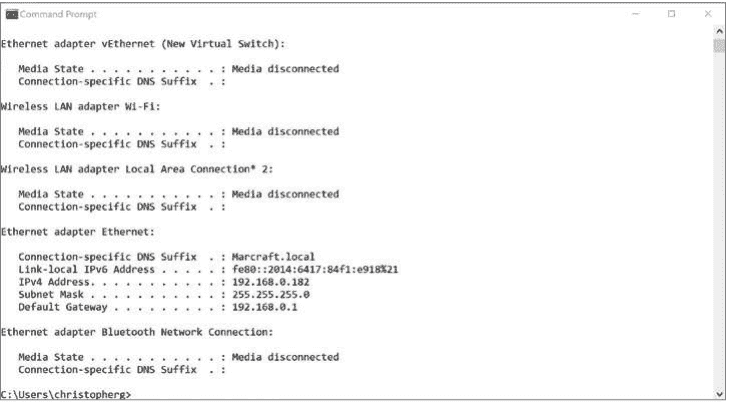 Command Prompt
Ethernet adapter vEthernet (New Virtual Switch):
Media State . . . . . . . . . . . : Media disconnected
Connection-specific DNS Suffix  . :
Wireless LAN adapter Wi-Fi:
Media State . . . . . . . . . . . : Media disconnected
Connection-specific DNS Suffix  . :
Wireless LAN adapter Local Area Connection* 2:
Media State . . . . . . . . . . . : Media disconnected
Connection-specific DNS Suffix  . :
Ethernet adapter Ethernet:
Connection-specific DNS Suffix  . : Marcraft.local
Link-local IPv6 Address . . . . . : fe80::2014:6417:84f1:e918%21
IPv4 Address. . . . . . . . . . . : 192.168.0.182
Subnet Mask . . . . . . . . . . . : 255.255.255.0
Default Gateway . . . . . . . . . : 192.168.0.1
Ethernet adapter Bluetooth Network Connection:
Media State . . . . . . . . . . . : Media disconnected
Connection-specific DNS Suffix  . :
C:\Users\christopherg>